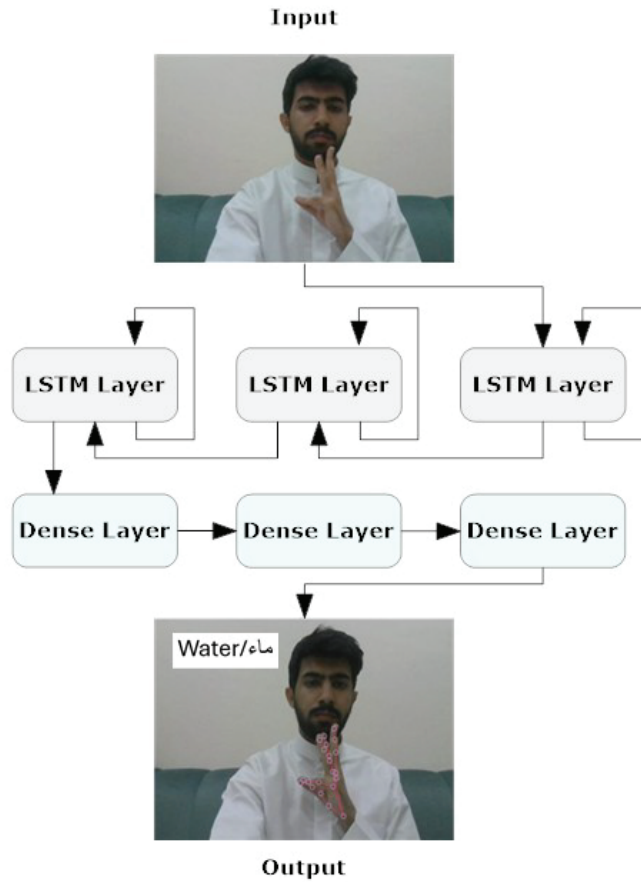 Input
LSTM Layer
LSTM Layer
LSTM Layer
Dense Layer
Dense Layer
Dense Layer
Water/ماء
Output